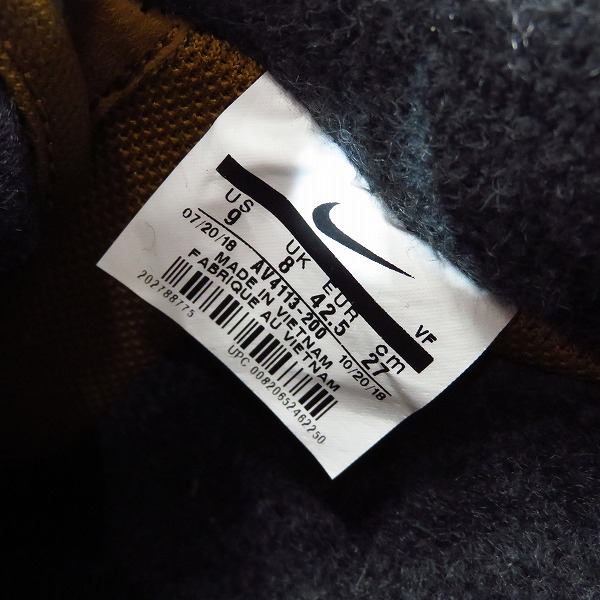 US UK EUR cm
9 8 42.5 27
07/20/18 AV4113-200 10/20/18
MADE IN VIETNAM
FABRIQUE AU VIETNAM
202788775
UPC 00820652462250
VF